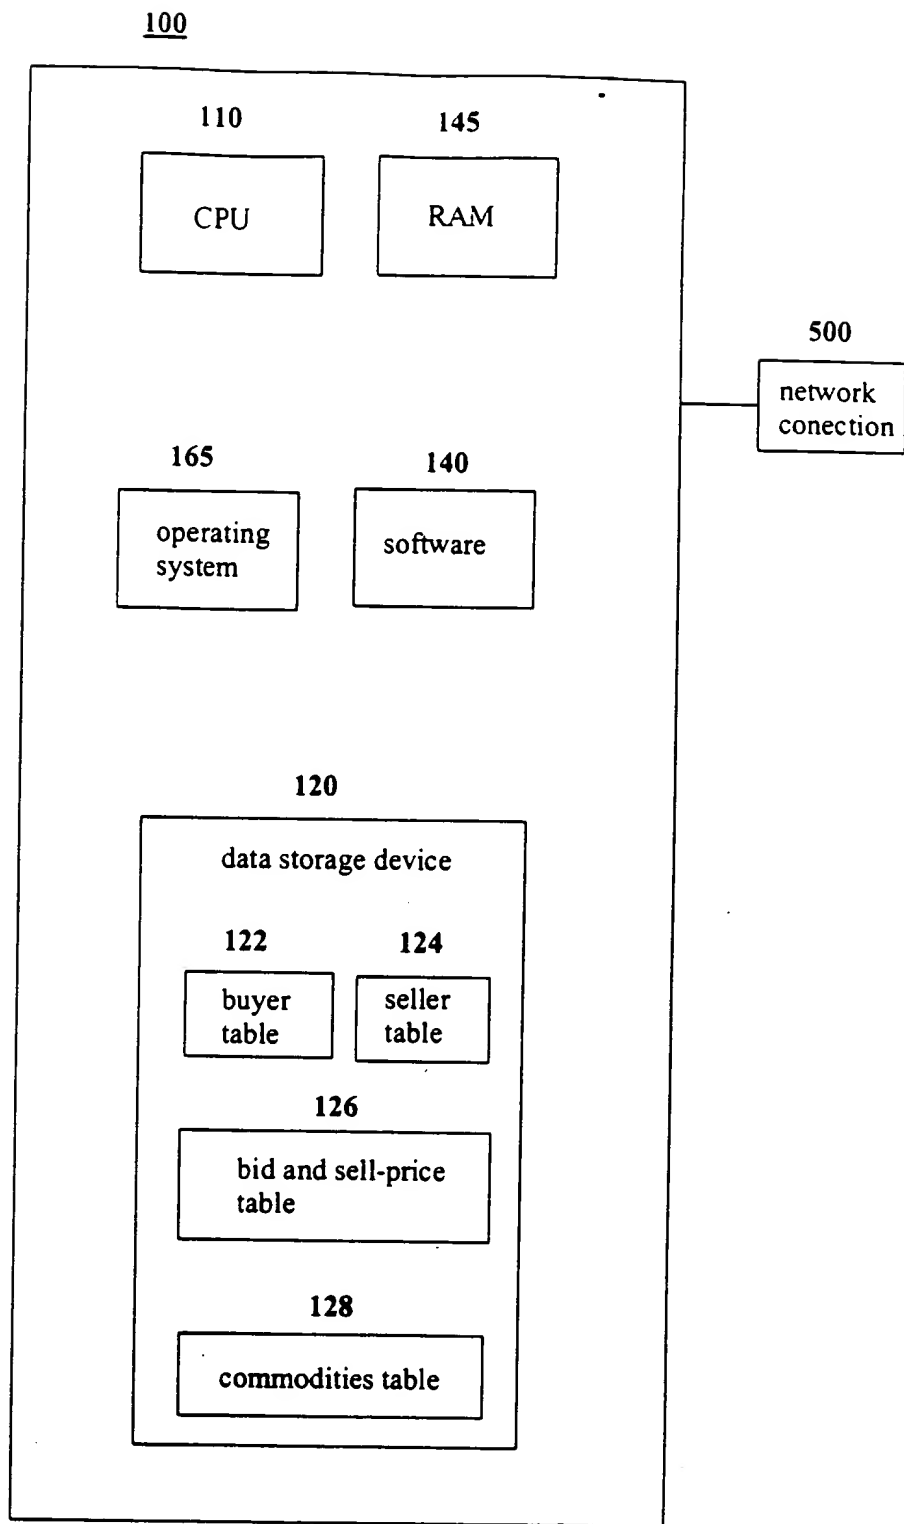 100
110
145
CPU
RAM
500
network
conection
165
140
operating
system
software
120
data storage device
122
124
buyer
table
seller
table
126
bid and sell-price
table
128
commodities table